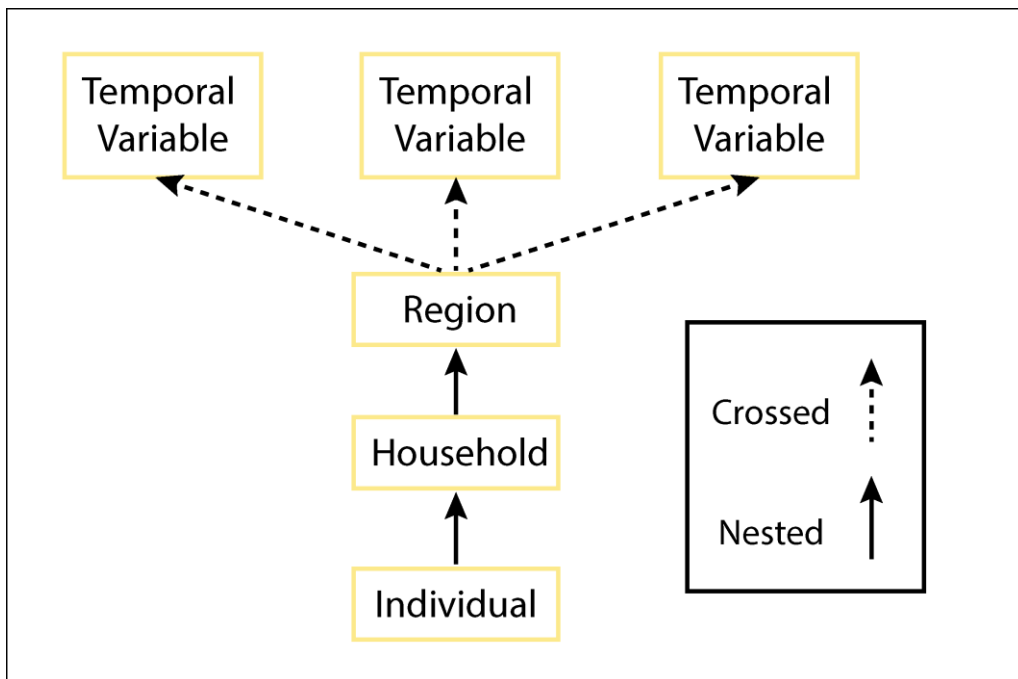 Temporal
Variable
Temporal
Variable
Temporal
Variable
Region
Household
Individual
Crossed
Nested